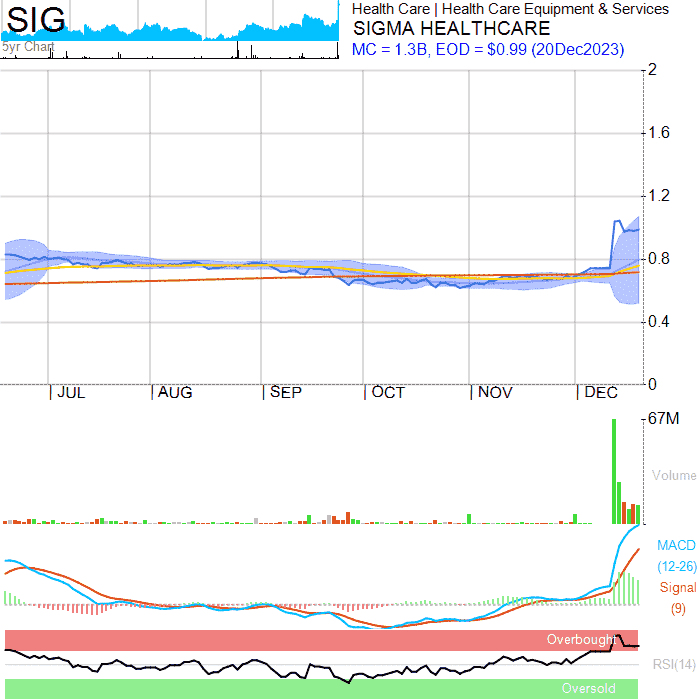 SIG
5yr Chart
Health Care | Health Care Equipment & Services
SIGMA HEALTHCARE
MC = 1.3B, EOD = $0.99 (20Dec2023)
2
1.6
1.2
0.8
0.4
0
JUL
AUG
SEP
OCT
NOV
DEC
67M
Volume
MACD
(12-26)
Signal
(9)
Overbought
RSI(14)
Oversold